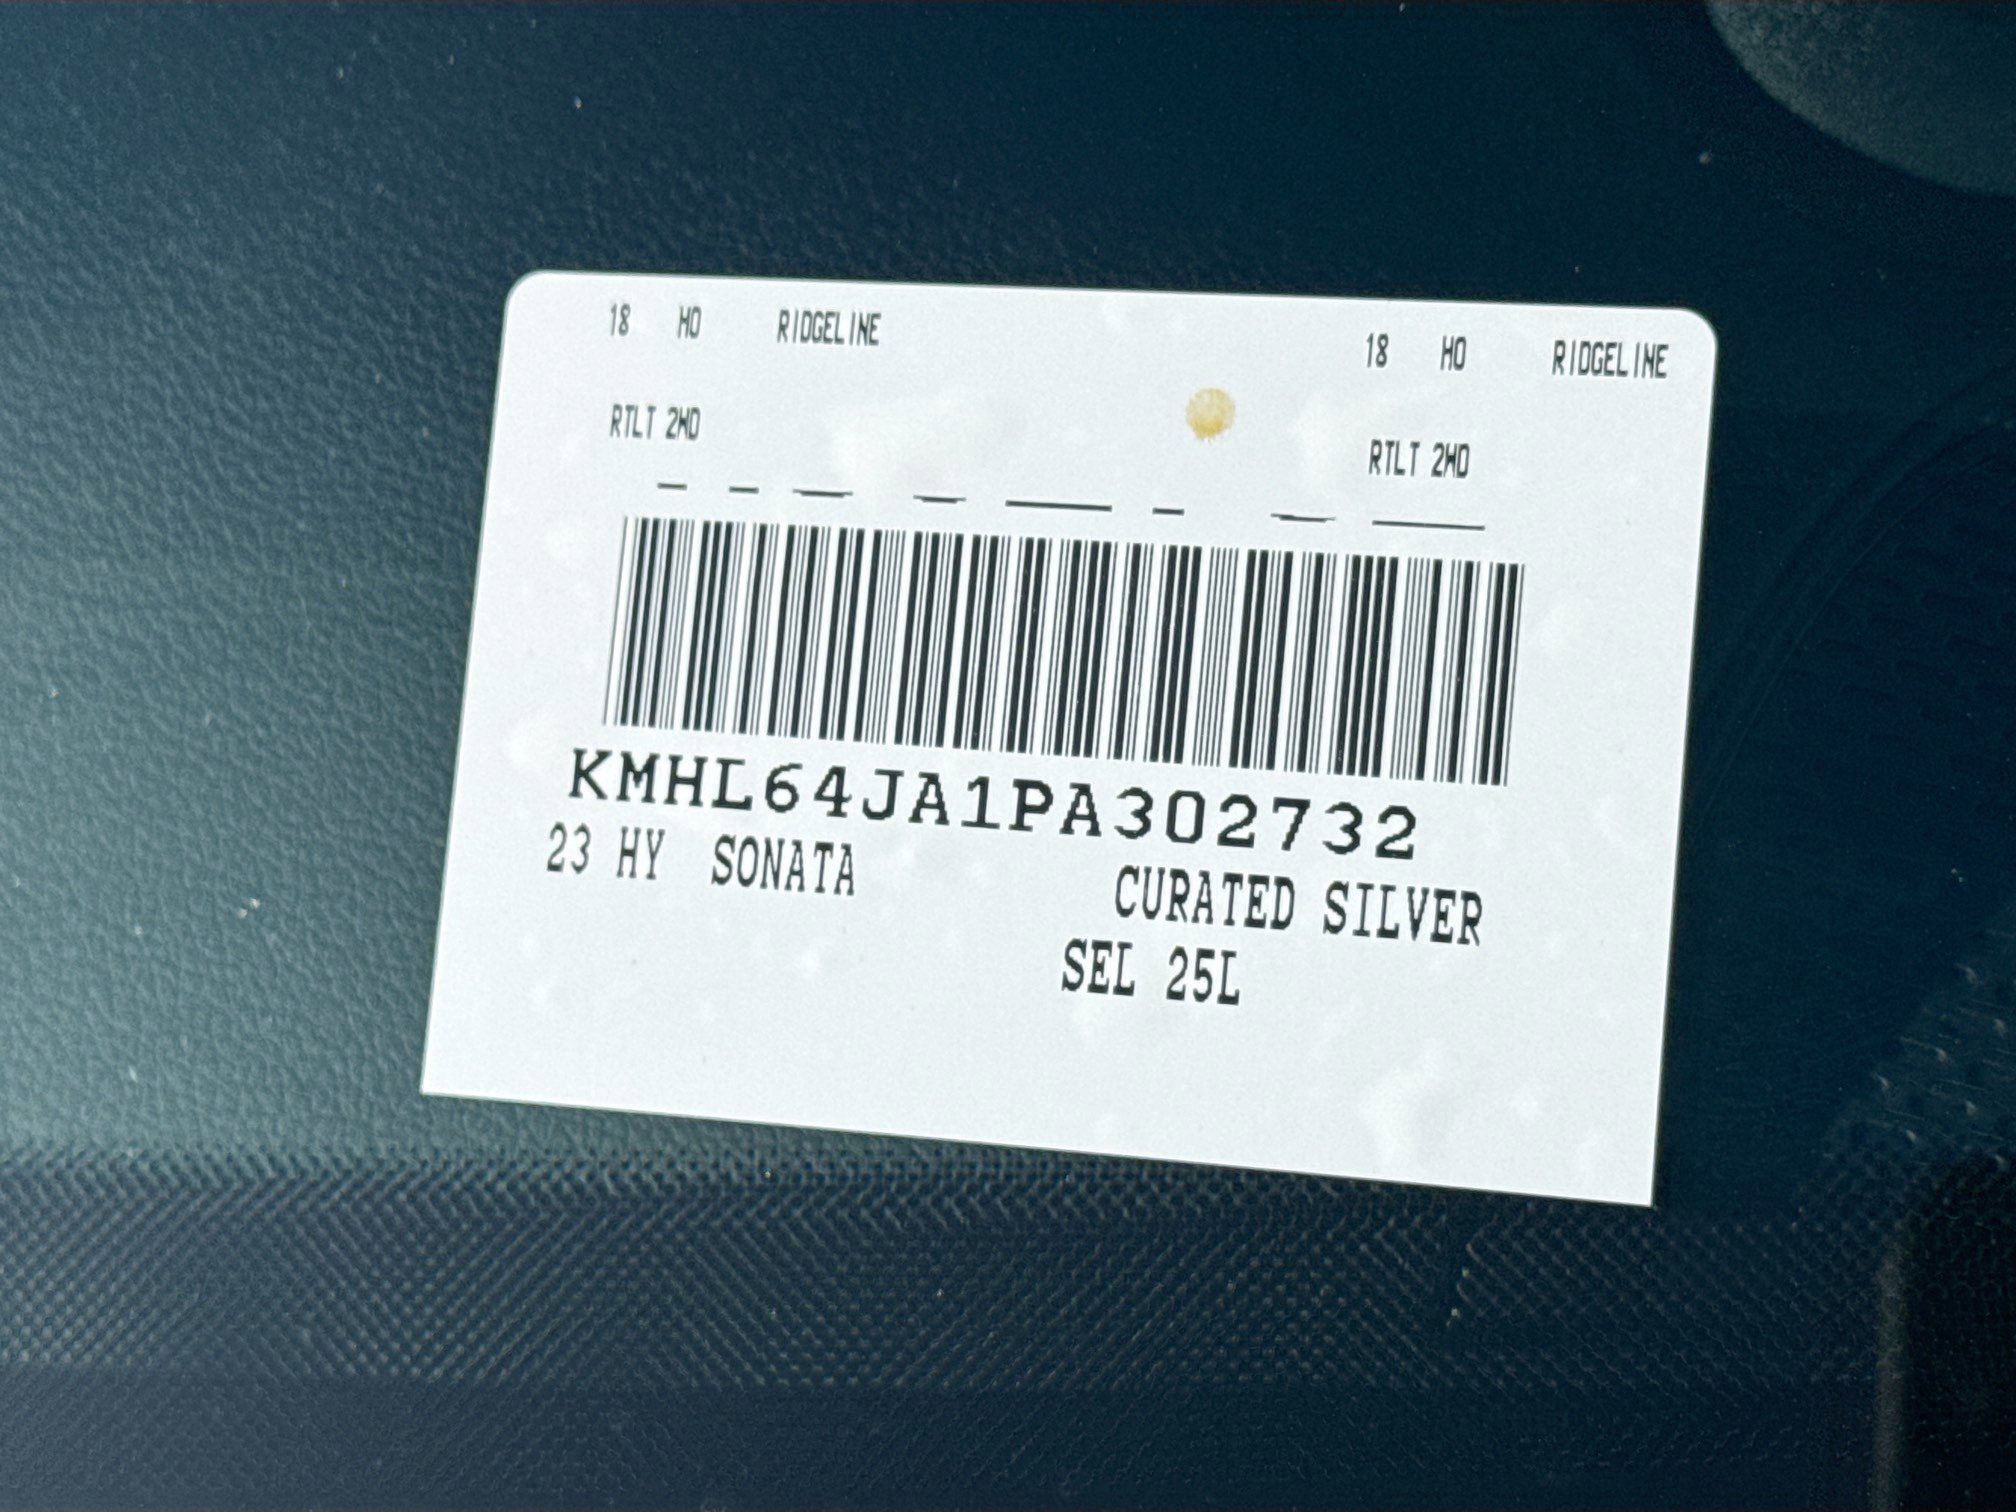 18 HO RIDGELINE 18 HO RIDGELINE
RTLT 2WD RTLT 2WD
KMHL64JA1PA302732
23 HY SONATA CURATED SILVER
SEL 25L